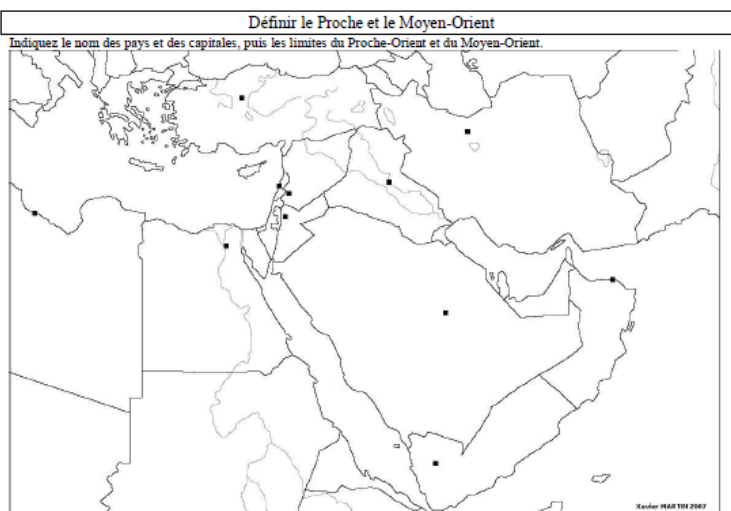 Définir le Proche et le Moyen-Orient
Indiquez le nom des pays et des capitales, puis les limites du Proche-Orient et du Moyen-Orient.
Xavier MARTIN 2007